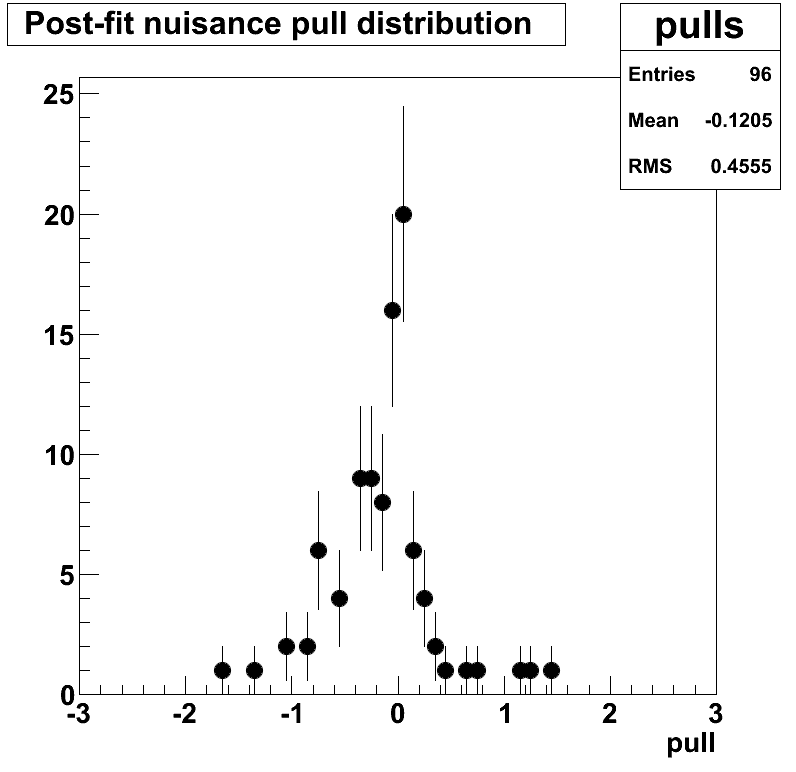 Post-fit nuisance pull distribution
pulls
Entries 96
Mean -0.1205
RMS 0.4555
25
20
15
10
5
0
-3 -2 -1 0 1 2 3
pull